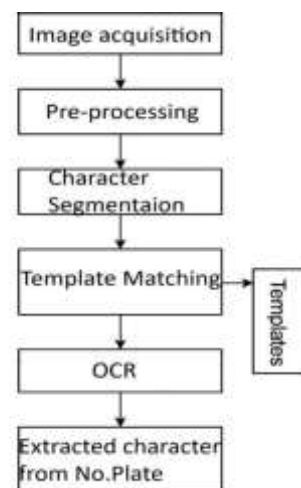 Image acquisition
Pre-processing
Character
Segmentaion
Template Matching
Templates
OCR
Extracted character
from No.Plate